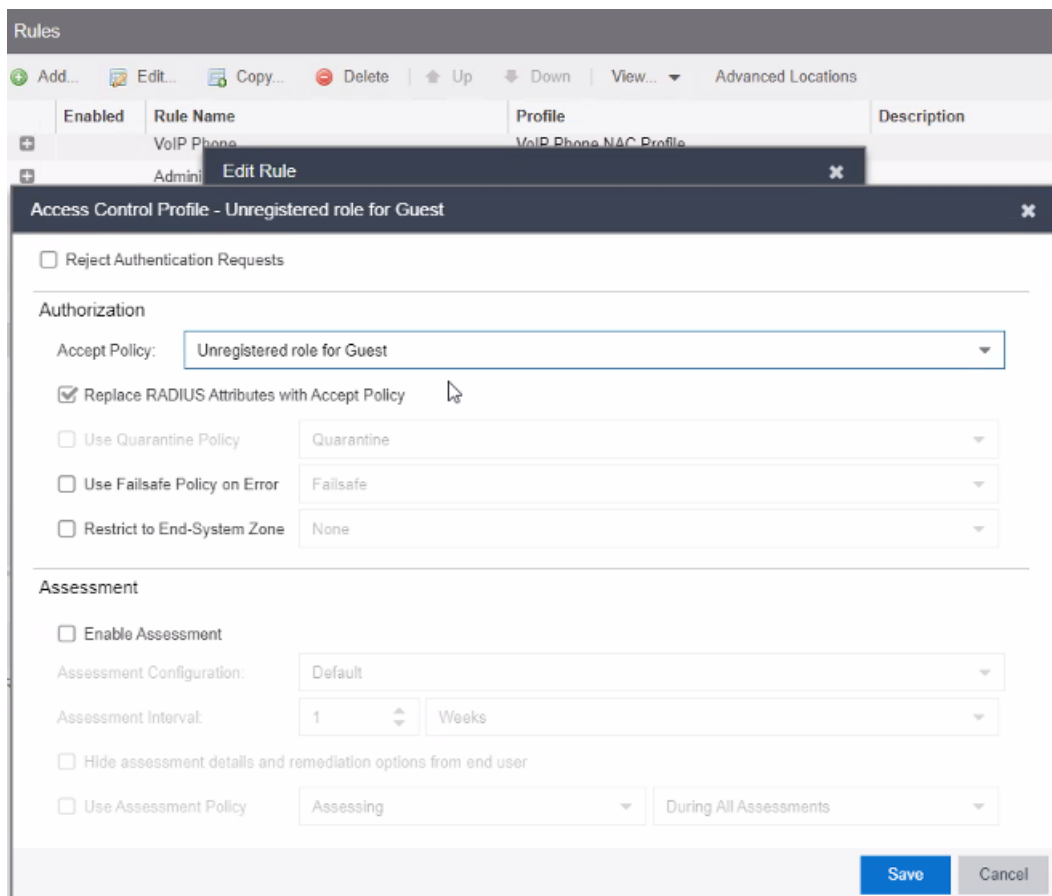 Rules
Add... Edit... Copy... Delete Up Down View... Advanced Locations
Enabled Rule Name Profile Description
VoIP Phone VoIP Phone NAC Profile
Admini
Edit Rule
Access Control Profile - Unregistered role for Guest
Reject Authentication Requests
Authorization
Accept Policy: Unregistered role for Guest
Replace RADIUS Attributes with Accept Policy
Use Quarantine Policy Quarantine
Use Failsafe Policy on Error Failsafe
Restrict to End-System Zone None
Assessment
Enable Assessment
Assessment Configuration: Default
Assessment Interval: 1 Weeks
Hide assessment details and remediation options from end user
Use Assessment Policy Assessing During All Assessments
Save Cancel